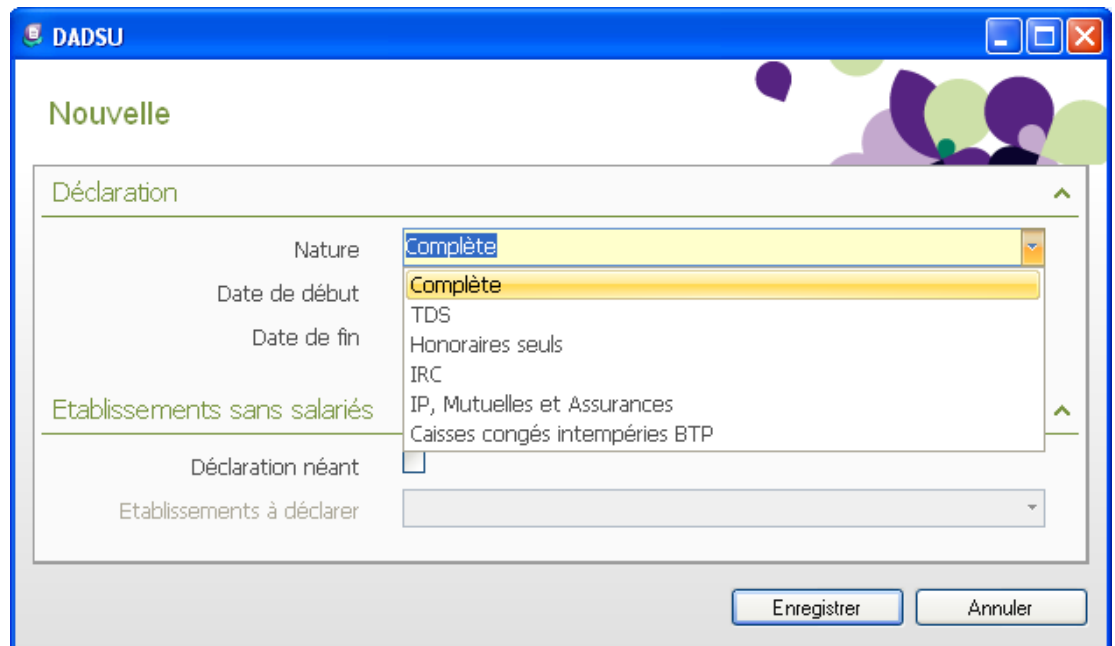 DADSU
Nouvelle
Déclaration
Nature
Complète
Complète
Date de début
TDS
Date de fin
Honoraires seuls
IRC
Etablissements sans salariés
IP, Mutuelles et Assurances
Caisses congés intempéries BTP
Déclaration néant
Etablissements à déclarer
Enregistrer
Annuler